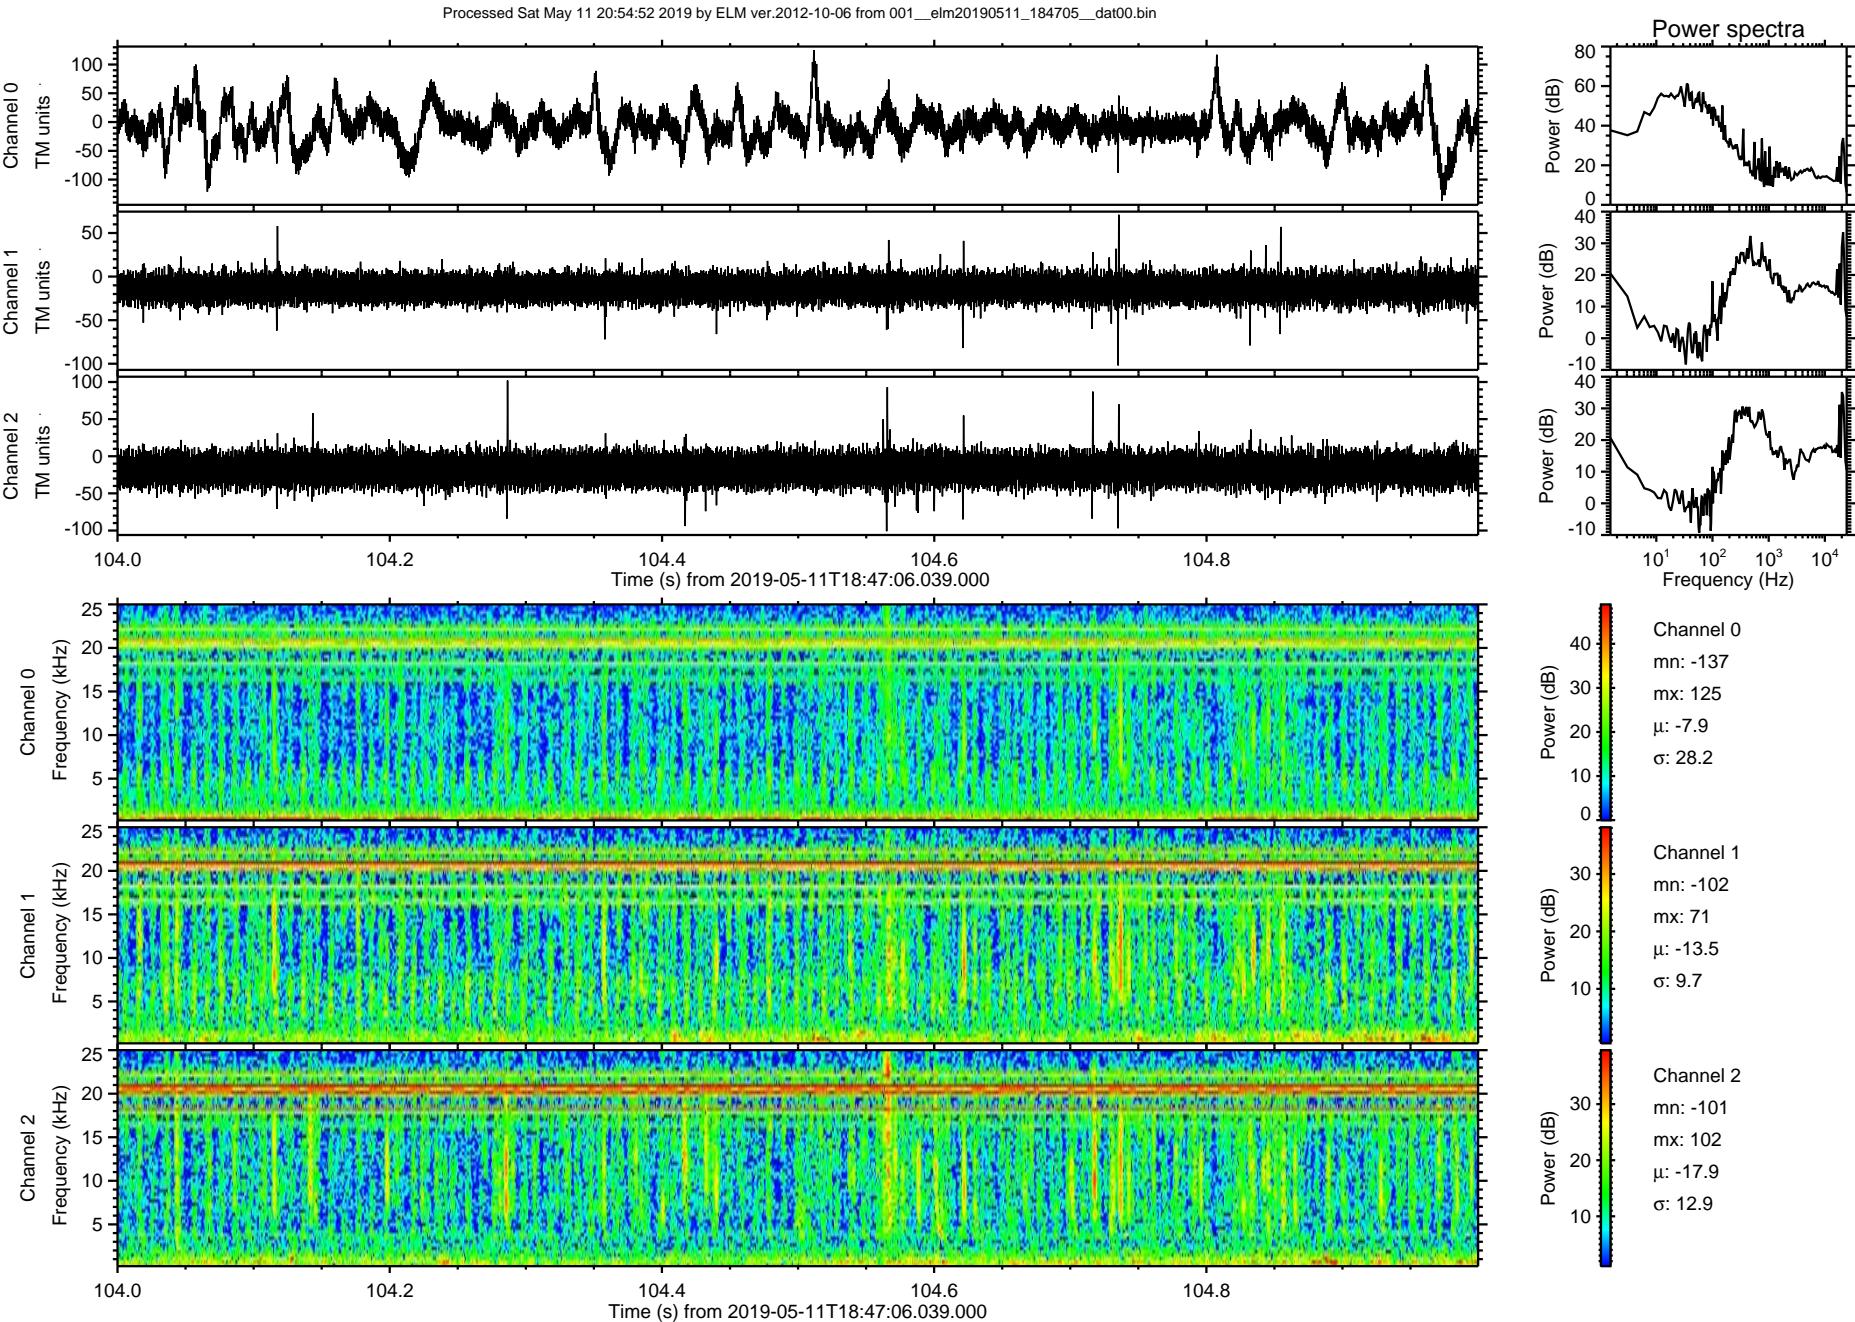 Processed Sat May 11 20:54:52 2019 by ELM ver.2012-10-06 from 001__elm20190511_184705__dat00.bin
Power spectra
Channel 0
TM units
100
50
0
-50
-100
Power (dB)
80
60
40
20
0
Channel 1
TM units
50
0
-50
-100
Power (dB)
40
30
20
10
0
-10
Channel 2
TM units
100
50
0
-50
-100
Power (dB)
40
30
20
10
0
-10
104.0 104.2 104.4 104.6 104.8
Time (s) from 2019-05-11T18:47:06.039.000
10¹ 10² 10³ 10⁴
Frequency (Hz)
Channel 0
Frequency (kHz)
25
20
15
10
5
Power (dB)
40
30
20
10
0
Channel 0
mn: -137
mx: 125
μ: -7.9
σ: 28.2
Channel 1
Frequency (kHz)
25
20
15
10
5
Power (dB)
30
20
10
Channel 1
mn: -102
mx: 71
μ: -13.5
σ: 9.7
Channel 2
Frequency (kHz)
25
20
15
10
5
Power (dB)
30
20
10
Channel 2
mn: -101
mx: 102
μ: -17.9
σ: 12.9
104.0 104.2 104.4 104.6 104.8
Time (s) from 2019-05-11T18:47:06.039.000